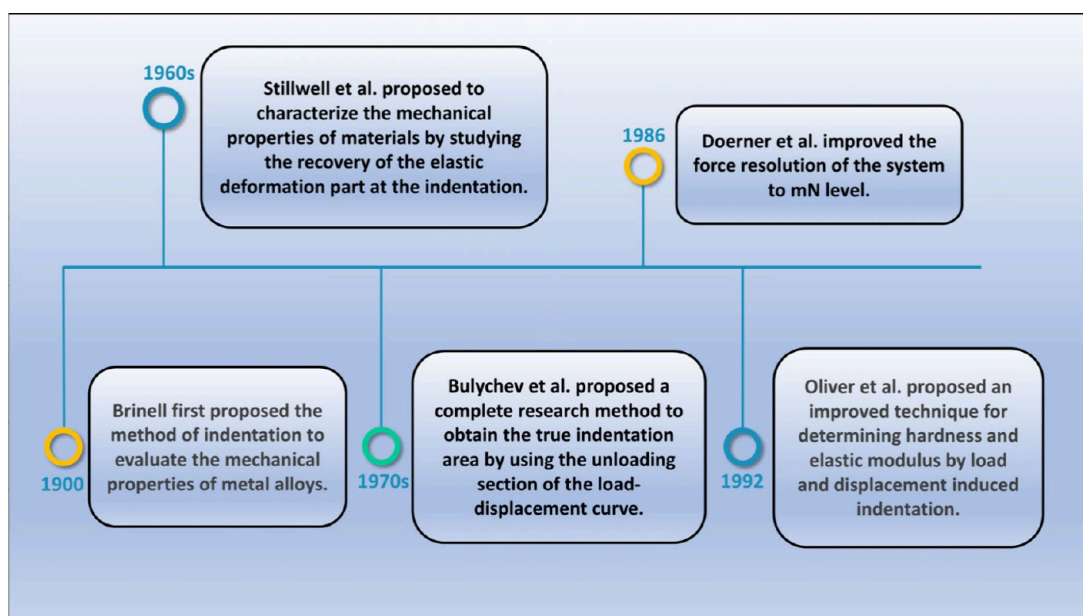 1960s
Stillwell et al. proposed to
characterize the mechanical
properties of materials by studying
the recovery of the elastic
deformation part at the indentation.
1986
Doerner et al. improved the
force resolution of the system
to mN level.
1900
Brinell first proposed the
method of indentation to
evaluate the mechanical
properties of metal alloys.
1970s
Bulychev et al. proposed a
complete research method to
obtain the true indentation
area by using the unloading
section of the load-
displacement curve.
1992
Oliver et al. proposed an
improved technique for
determining hardness and
elastic modulus by load
and displacement induced
indentation.